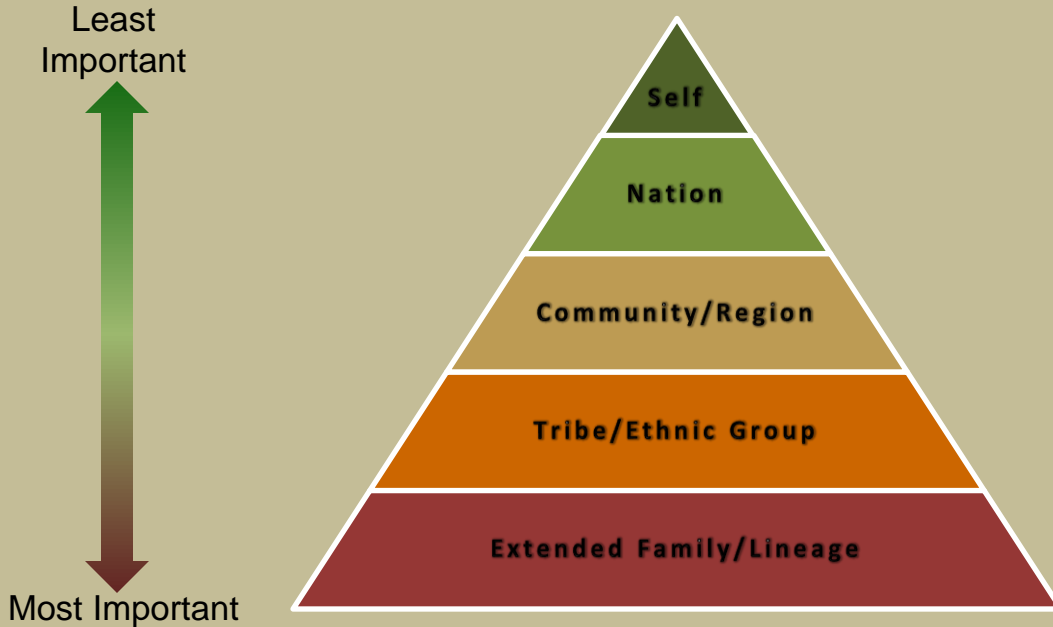 Least
Important
Self
Nation
Community/Region
Tribe/Ethnic Group
Extended Family/Lineage
Most Important